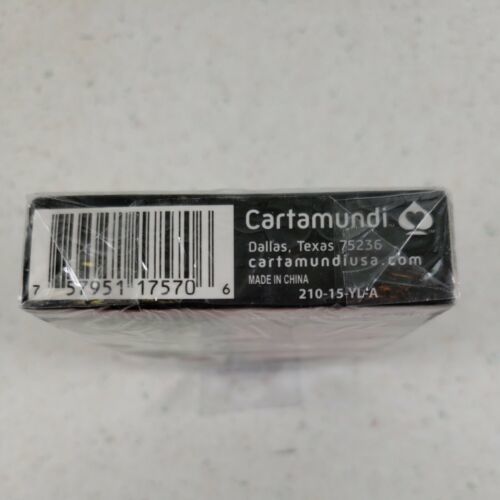 Cartamundi
Dallas, Texas 75236
cartamundiusa.com
MADE IN CHINA
210-15-YL-A
7 57951 17570 6